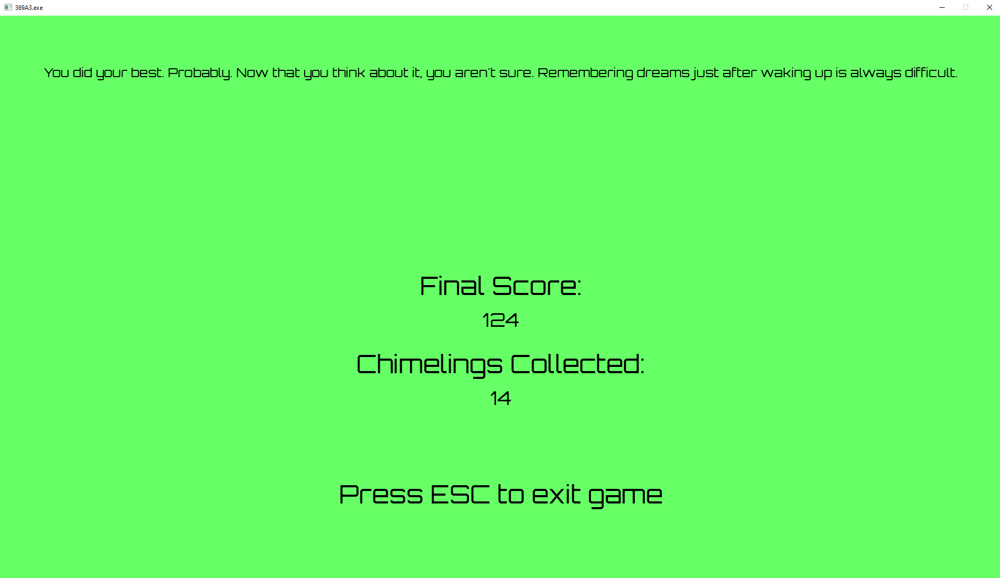 369A3.exe
You did your best. Probably. Now that you think about it, you aren't sure. Remembering dreams just after waking up is always difficult.
Final Score:
124
Chimelings Collected:
14
Press ESC to exit game